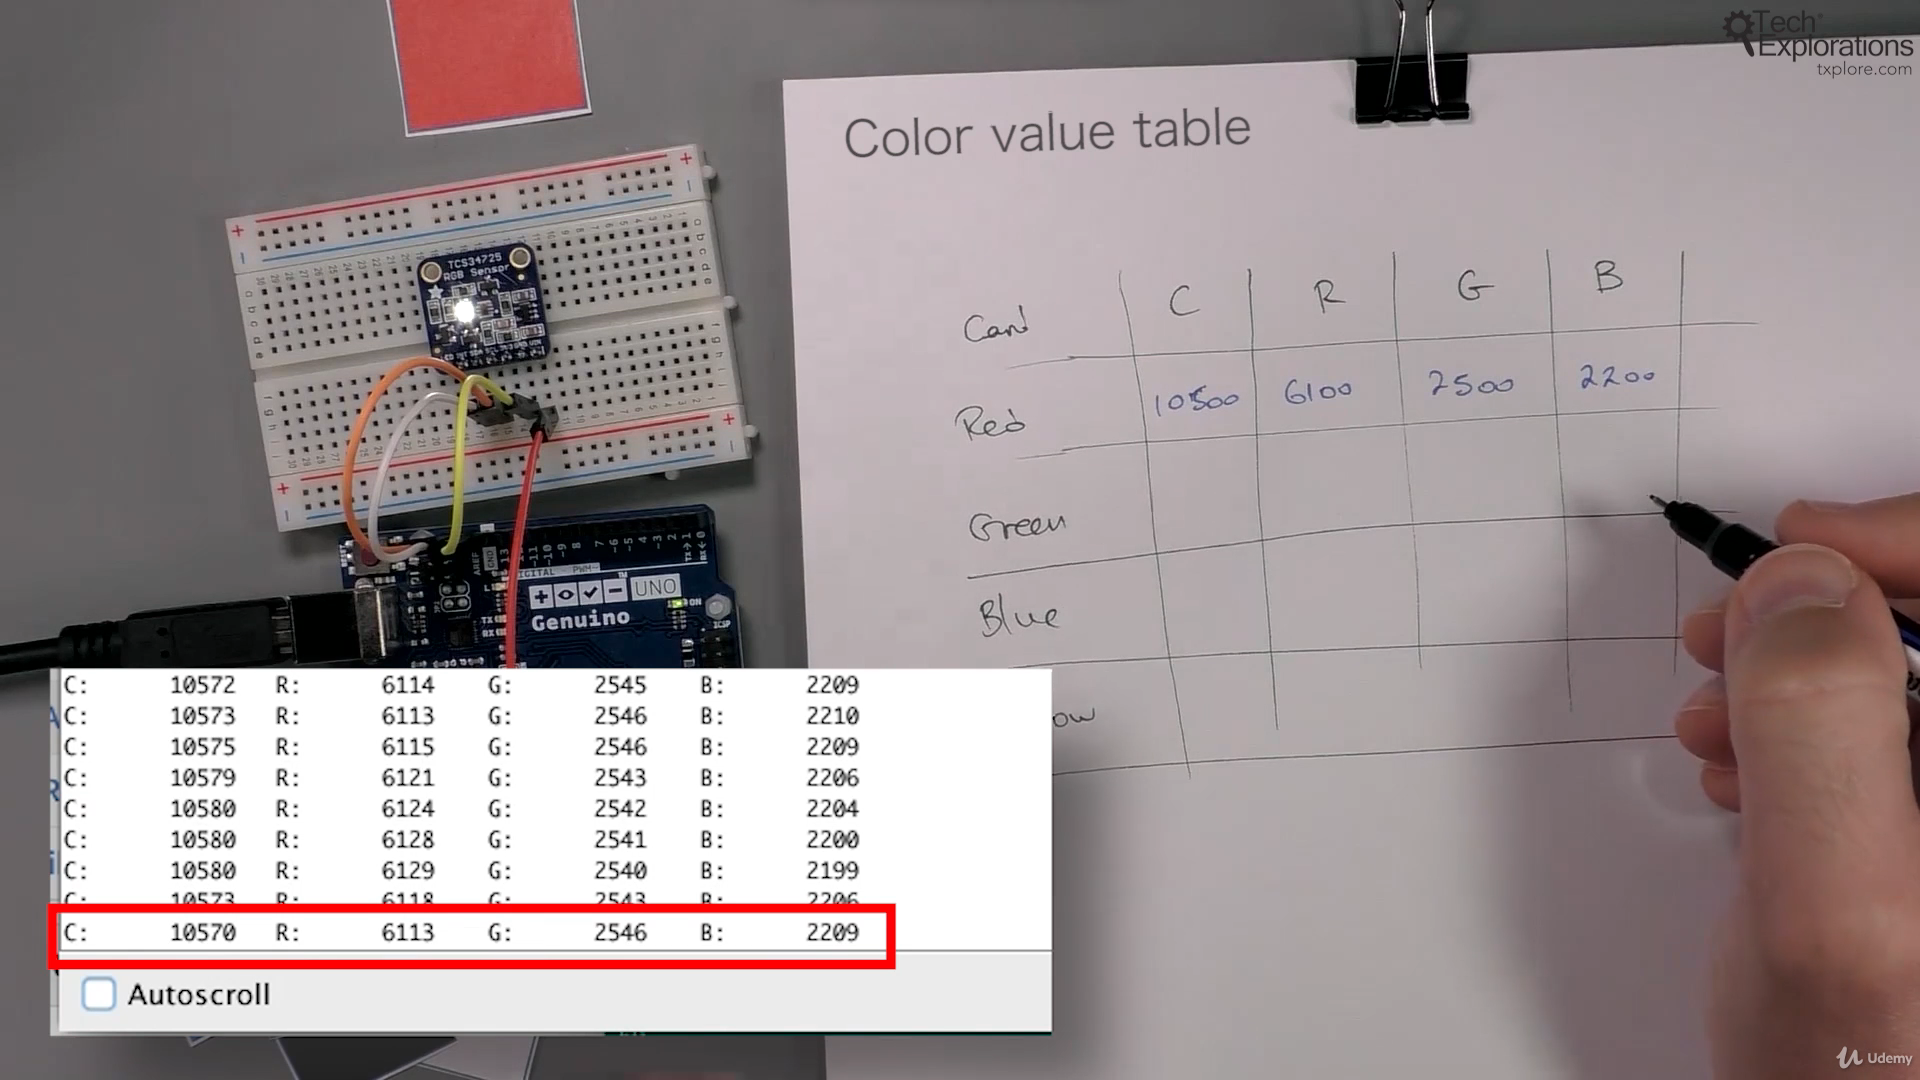 Tech
Explorations
txplore.com
Color value table
TCS34725
RGB Sensor
Card C R G B
Red 10500 6100 2500 2200
Green
Blue
ow
DIGITAL PWM~
UNO
Genuino
AREF
GND
13
TX
RX
ON
ICSP
C: 10572 R: 6114 G: 2545 B: 2209
C: 10573 R: 6113 G: 2546 B: 2210
C: 10575 R: 6115 G: 2546 B: 2209
C: 10579 R: 6121 G: 2543 B: 2206
C: 10580 R: 6124 G: 2542 B: 2204
C: 10580 R: 6128 G: 2541 B: 2200
C: 10580 R: 6129 G: 2540 B: 2199
C: 10573 R: 6118 G: 2543 B: 2206
C: 10570 R: 6113 G: 2546 B: 2209
Autoscroll
Udemy